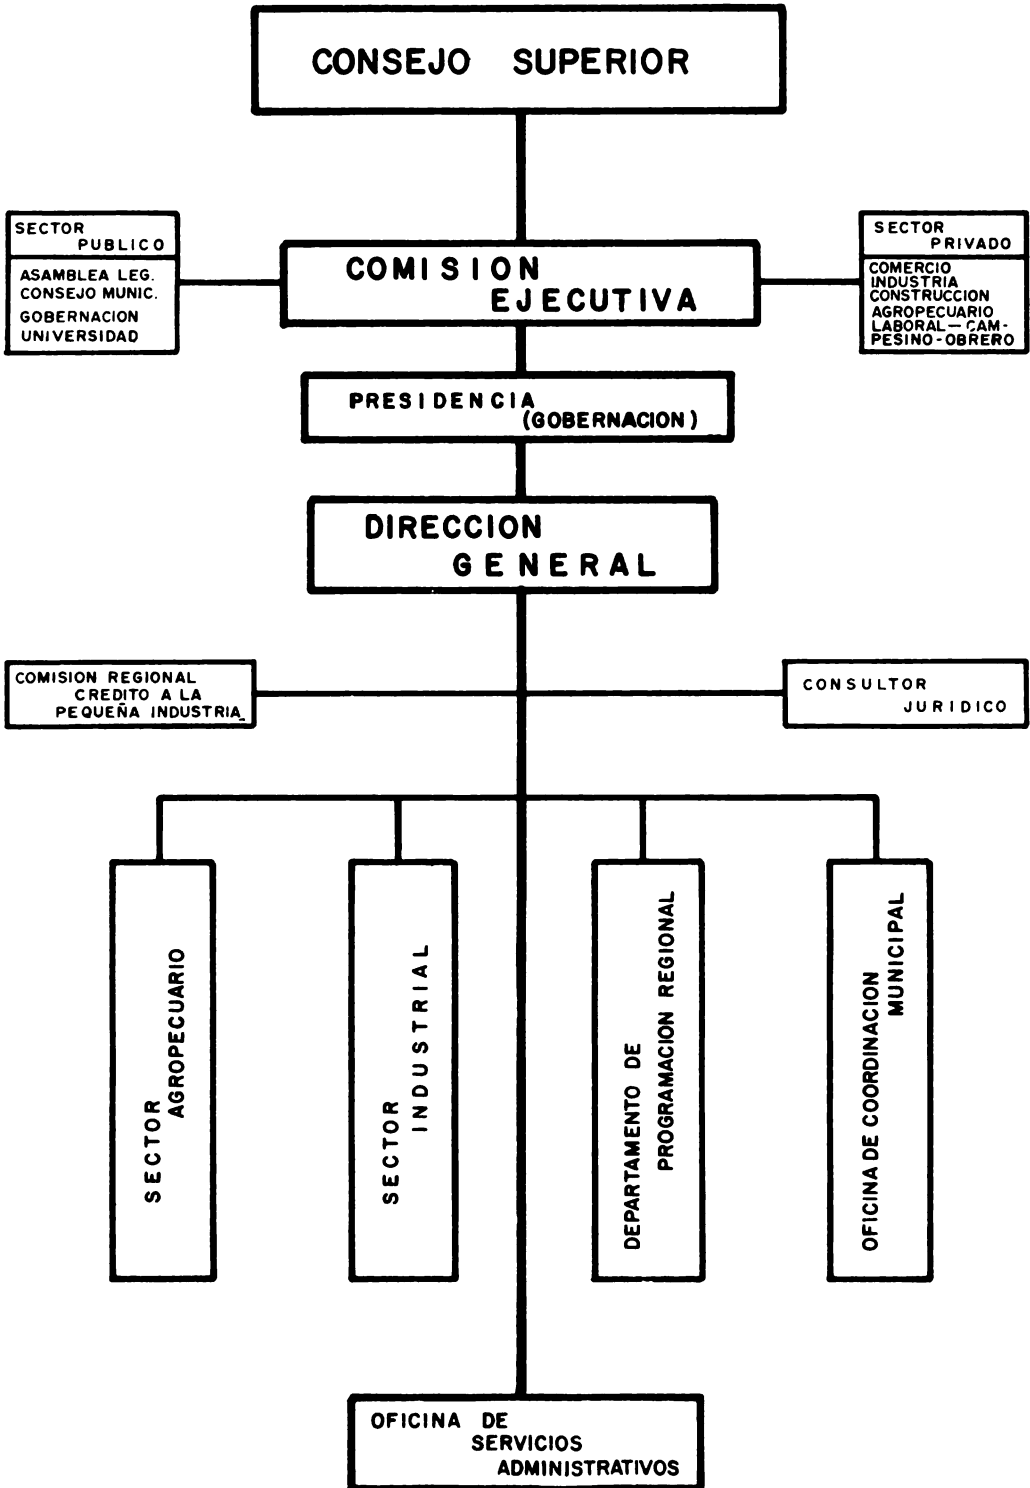 CONSEJO SUPERIOR
SECTOR
PUBLICO
ASAMBLEA LEG.
CONSEJO MUNIC.
GOBERNACION
UNIVERSIDAD
COMISION
EJECUTIVA
SECTOR
PRIVADO
COMERCIO
INDUSTRIA
CONSTRUCCION
AGROPECUARIO
LABORAL - CAM-
PESINO - OBRERO
PRESIDENCIA
(GOBERNACION)
DIRECCION
GENERAL
COMISION REGIONAL
CREDITO A LA
PEQUEÑA INDUSTRIA
CONSULTOR
JURIDICO
SECTOR
AGROPECUARIO
SECTOR
INDUSTRIAL
DEPARTAMENTO DE
PROGRAMACION REGIONAL
OFICINA DE COORDINACION
MUNICIPAL
OFICINA DE
SERVICIOS
ADMINISTRATIVOS